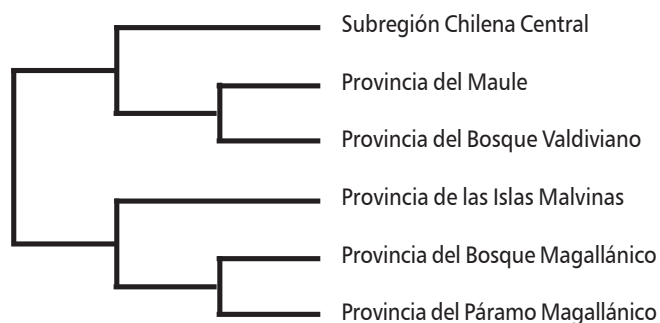 Subregión Chilena Central
Provincia del Maule
Provincia del Bosque Valdiviano
Provincia de las Islas Malvinas
Provincia del Bosque Magallánico
Provincia del Páramo Magallánico